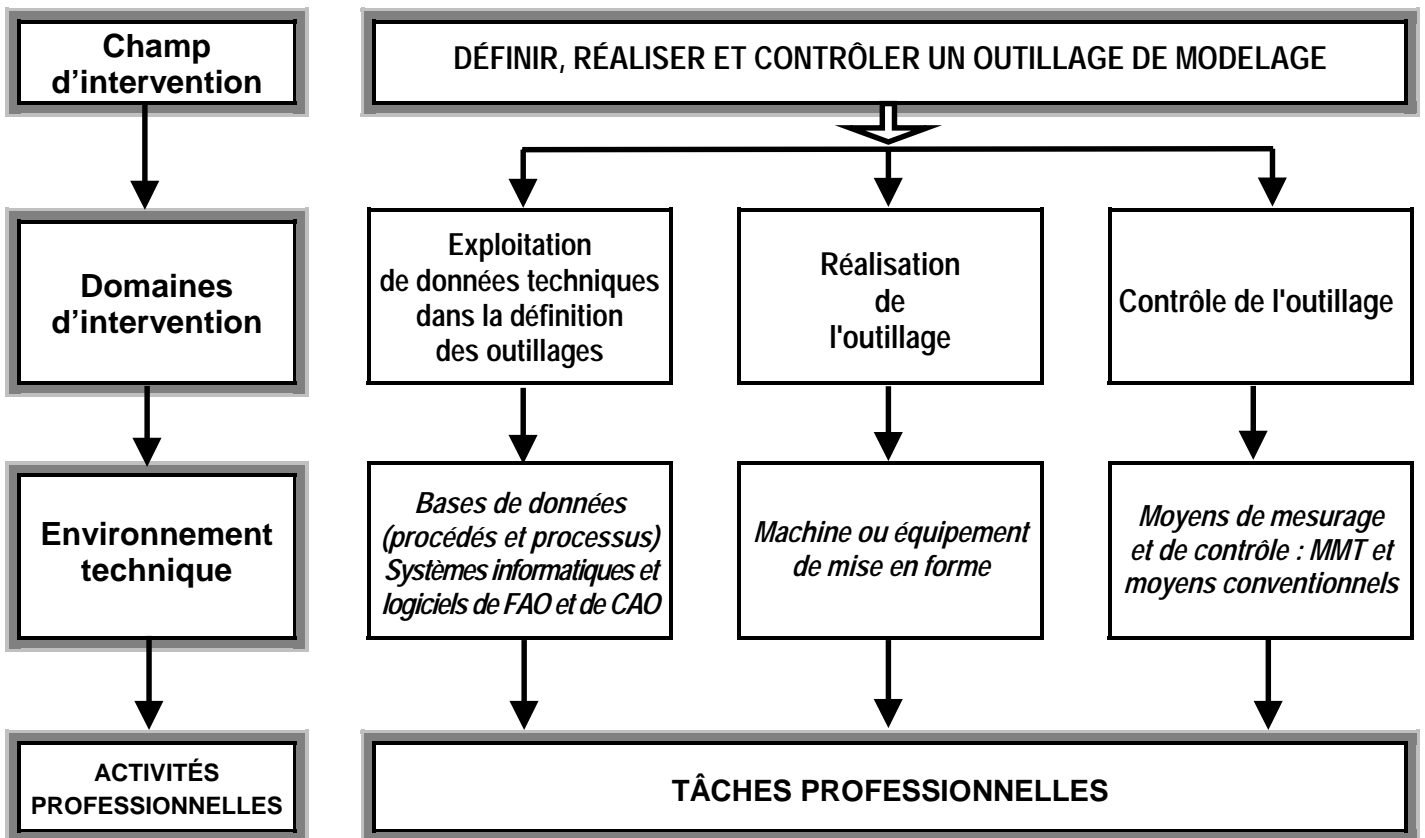 Champ
d’intervention
DÉFINIR, RÉALISER ET CONTRÔLER UN OUTILLAGE DE MODELAGE
Domaines
d’intervention
Exploitation
de données techniques
dans la définition
des outillages
Réalisation
de
l'outillage
Contrôle de l'outillage
Environnement
technique
Bases de données
(procédés et processus)
Systèmes informatiques et
logiciels de FAO et de CAO
Machine ou équipement
de mise en forme
Moyens de mesurage
et de contrôle : MMT et
moyens conventionnels
ACTIVITÉS
PROFESSIONNELLES
TÂCHES PROFESSIONNELLES